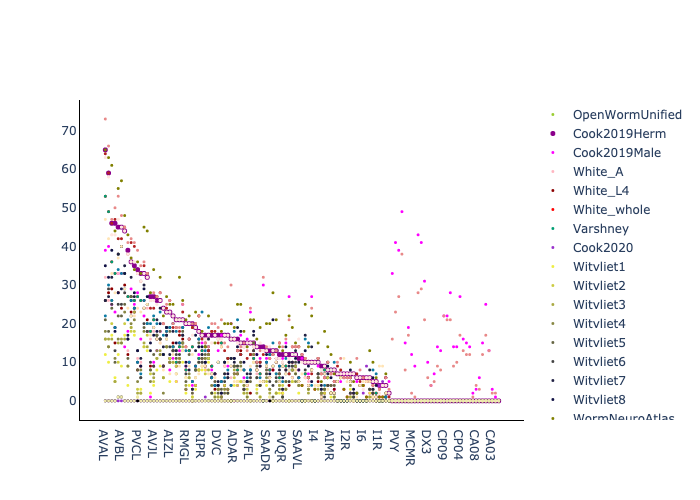 70
60
50
40
30
20
10
0
AVAL
AVBL
PVCL
AVJL
AIZL
RMGL
RIPR
DVC
ADAR
AVFL
SAADR
PVQR
SAAVL
I4
AIMR
I2R
I6
I1R
PVY
MCMR
DX3
CP09
CP04
CA08
CA03
OpenWormUnified
Cook2019Herm
Cook2019Male
White_A
White_L4
White_whole
Varshney
Cook2020
Witvliet1
Witvliet2
Witvliet3
Witvliet4
Witvliet5
Witvliet6
Witvliet7
Witvliet8
WormNeuroAtlas